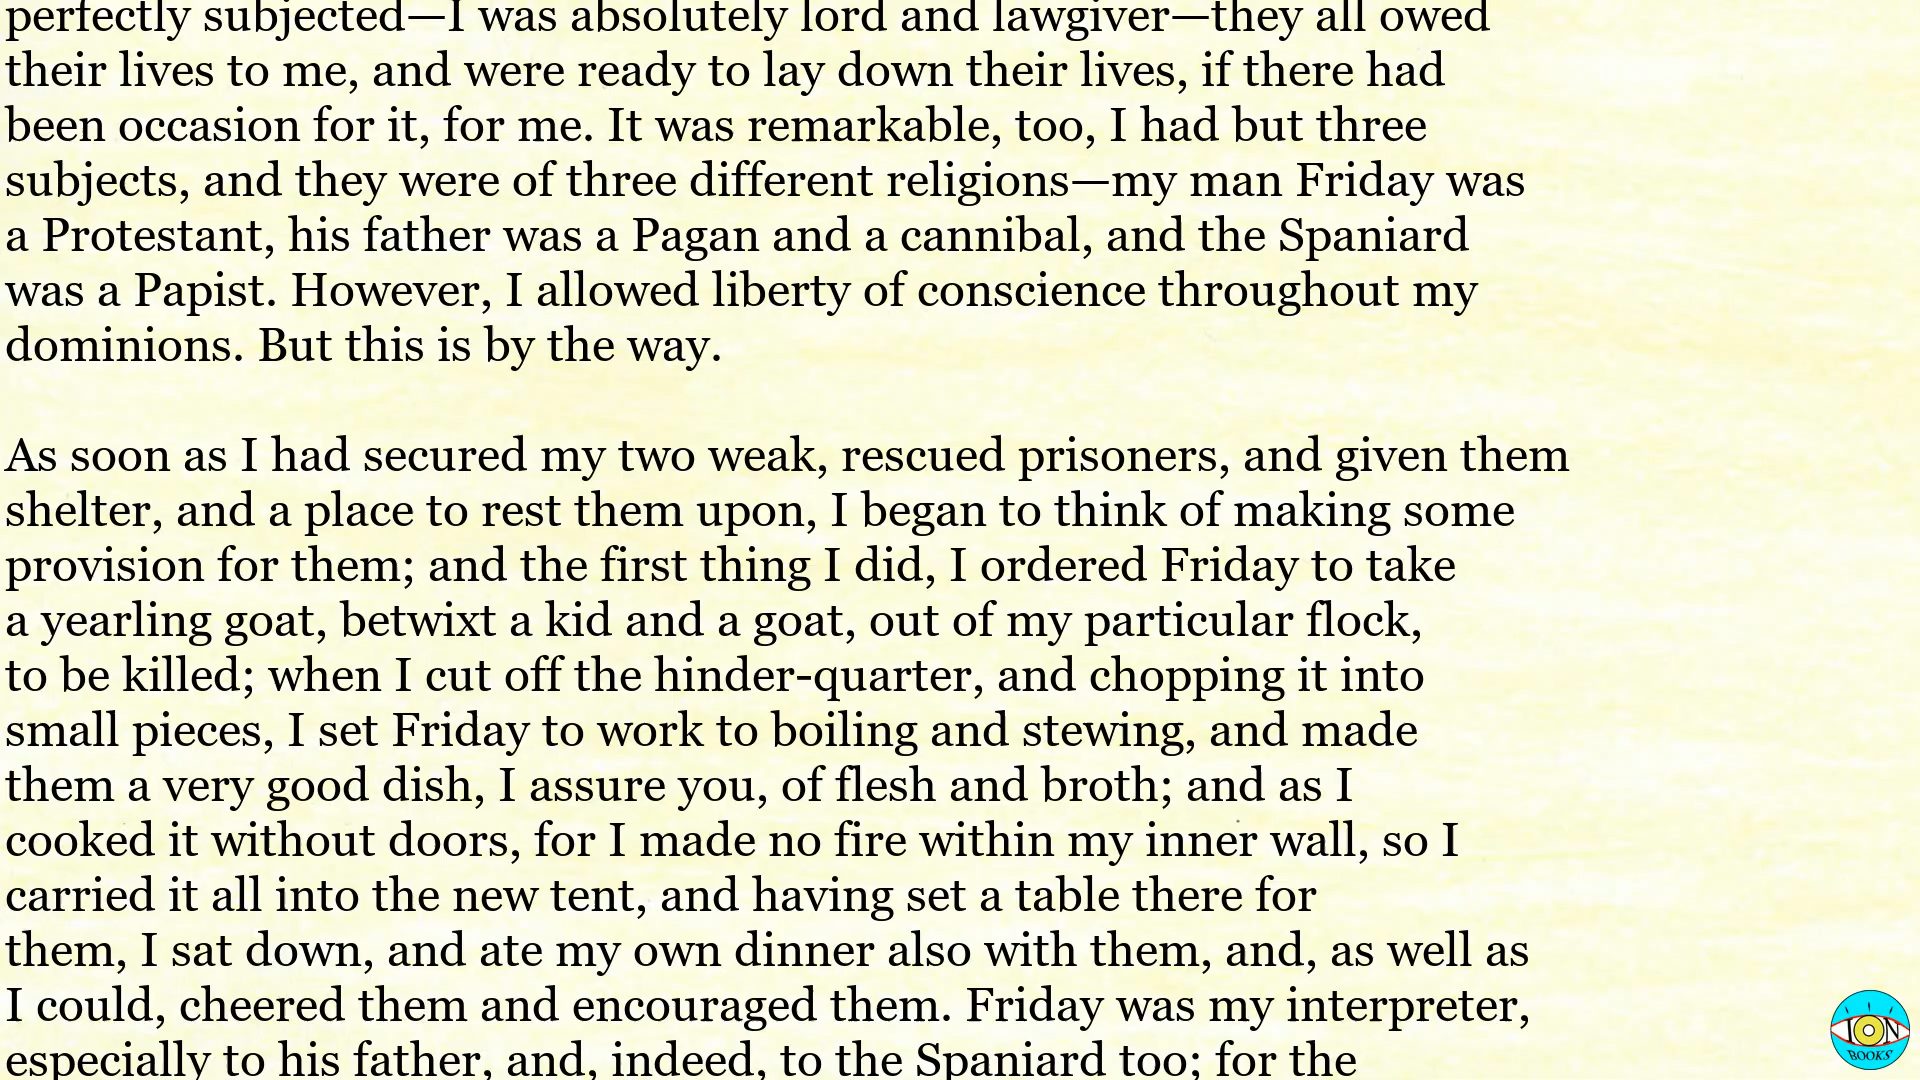 perfectly subjected—I was absolutely lord and lawgiver—they all owed
their lives to me, and were ready to lay down their lives, if there had
been occasion for it, for me. It was remarkable, too, I had but three
subjects, and they were of three different religions—my man Friday was
a Protestant, his father was a Pagan and a cannibal, and the Spaniard
was a Papist. However, I allowed liberty of conscience throughout my
dominions. But this is by the way.
As soon as I had secured my two weak, rescued prisoners, and given them
shelter, and a place to rest them upon, I began to think of making some
provision for them; and the first thing I did, I ordered Friday to take
a yearling goat, betwixt a kid and a goat, out of my particular flock,
to be killed; when I cut off the hinder-quarter, and chopping it into
small pieces, I set Friday to work to boiling and stewing, and made
them a very good dish, I assure you, of flesh and broth; and as I
cooked it without doors, for I made no fire within my inner wall, so I
carried it all into the new tent, and having set a table there for
them, I sat down, and ate my own dinner also with them, and, as well as
I could, cheered them and encouraged them. Friday was my interpreter,
especially to his father, and, indeed, to the Spaniard too; for the
ION
BOOKS